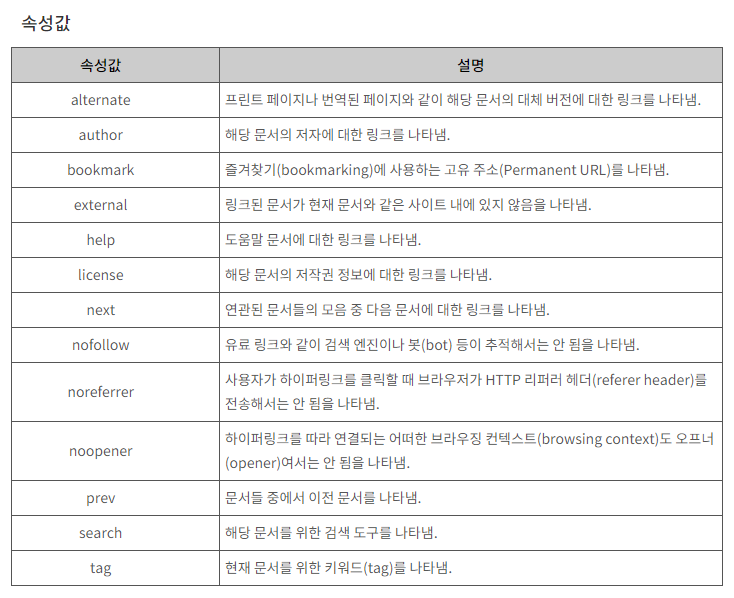 속성값
속성값 설명
alternate 프린트 페이지나 번역된 페이지와 같이 해당 문서의 대체 버전에 대한 링크를 나타냄.
author 해당 문서의 저자에 대한 링크를 나타냄.
bookmark 즐겨찾기(bookmarking)에 사용하는 고유 주소(Permanent URL)를 나타냄.
external 링크된 문서가 현재 문서와 같은 사이트 내에 있지 않음을 나타냄.
help 도움말 문서에 대한 링크를 나타냄.
license 해당 문서의 저작권 정보에 대한 링크를 나타냄.
next 연관된 문서들의 모음 중 다음 문서에 대한 링크를 나타냄.
nofollow 유료 링크와 같이 검색 엔진이나 봇(bot) 등이 추적해서는 안 됨을 나타냄.
noreferrer 사용자가 하이퍼링크를 클릭할 때 브라우저가 HTTP 리퍼러 헤더(referer header)를
전송해서는 안 됨을 나타냄.
noopener 하이퍼링크를 따라 연결되는 어떠한 브라우징 컨텍스트(browsing context)도 오프너
(opener)여서는 안 됨을 나타냄.
prev 문서들 중에서 이전 문서를 나타냄.
search 해당 문서를 위한 검색 도구를 나타냄.
tag 현재 문서를 위한 키워드(tag)를 나타냄.